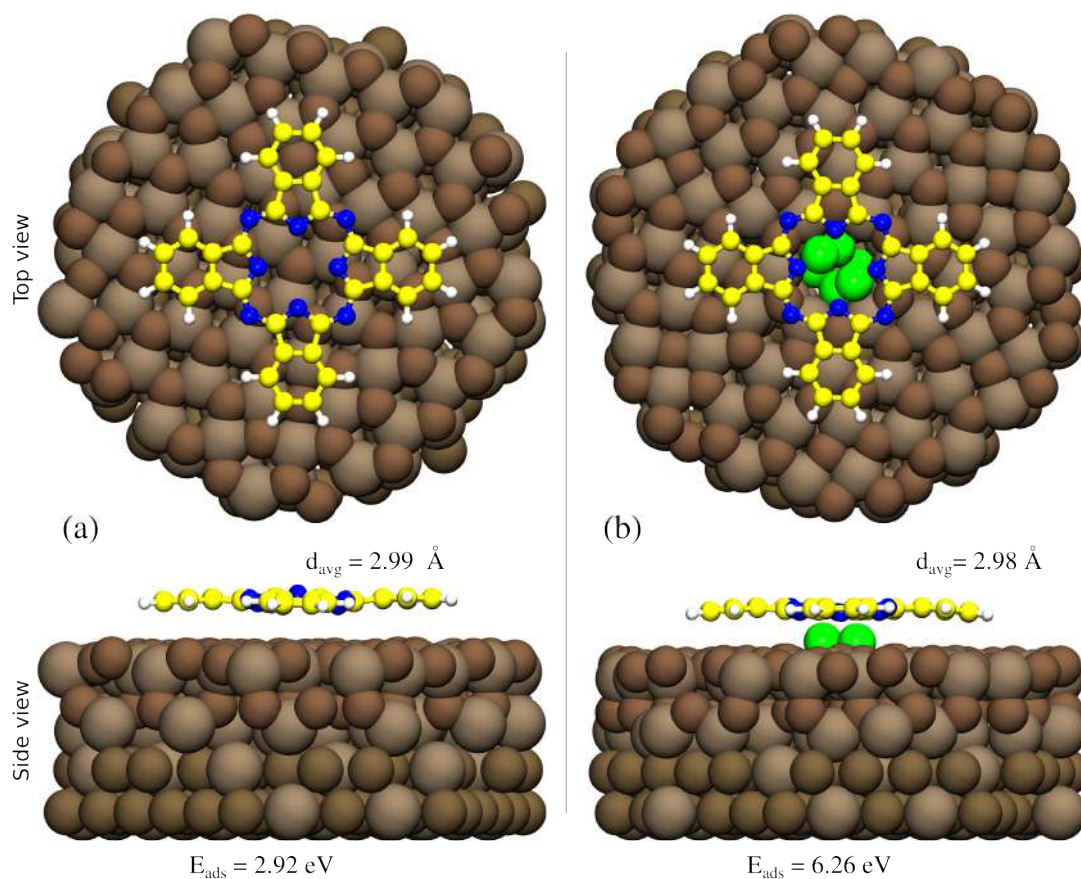 Top view
(a)
(b)
d_avg = 2.99 Å
d_avg= 2.98 Å
Side view
E_ads = 2.92 eV
E_ads = 6.26 eV